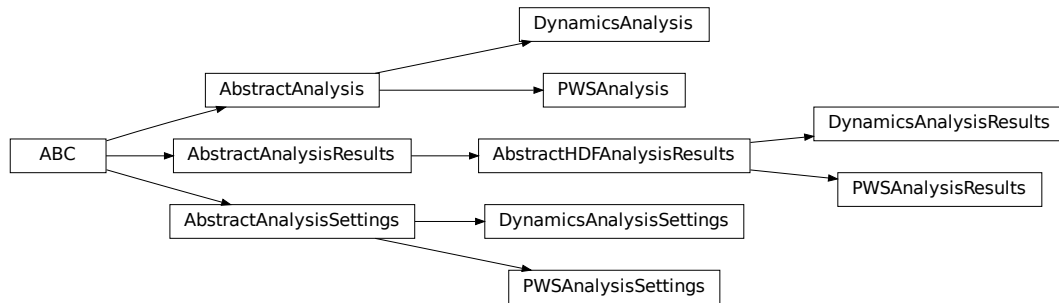 DynamicsAnalysis
AbstractAnalysis
PWSAnalysis
DynamicsAnalysisResults
ABC
AbstractAnalysisResults
AbstractHDFAnalysisResults
PWSAnalysisResults
AbstractAnalysisSettings
DynamicsAnalysisSettings
PWSAnalysisSettings